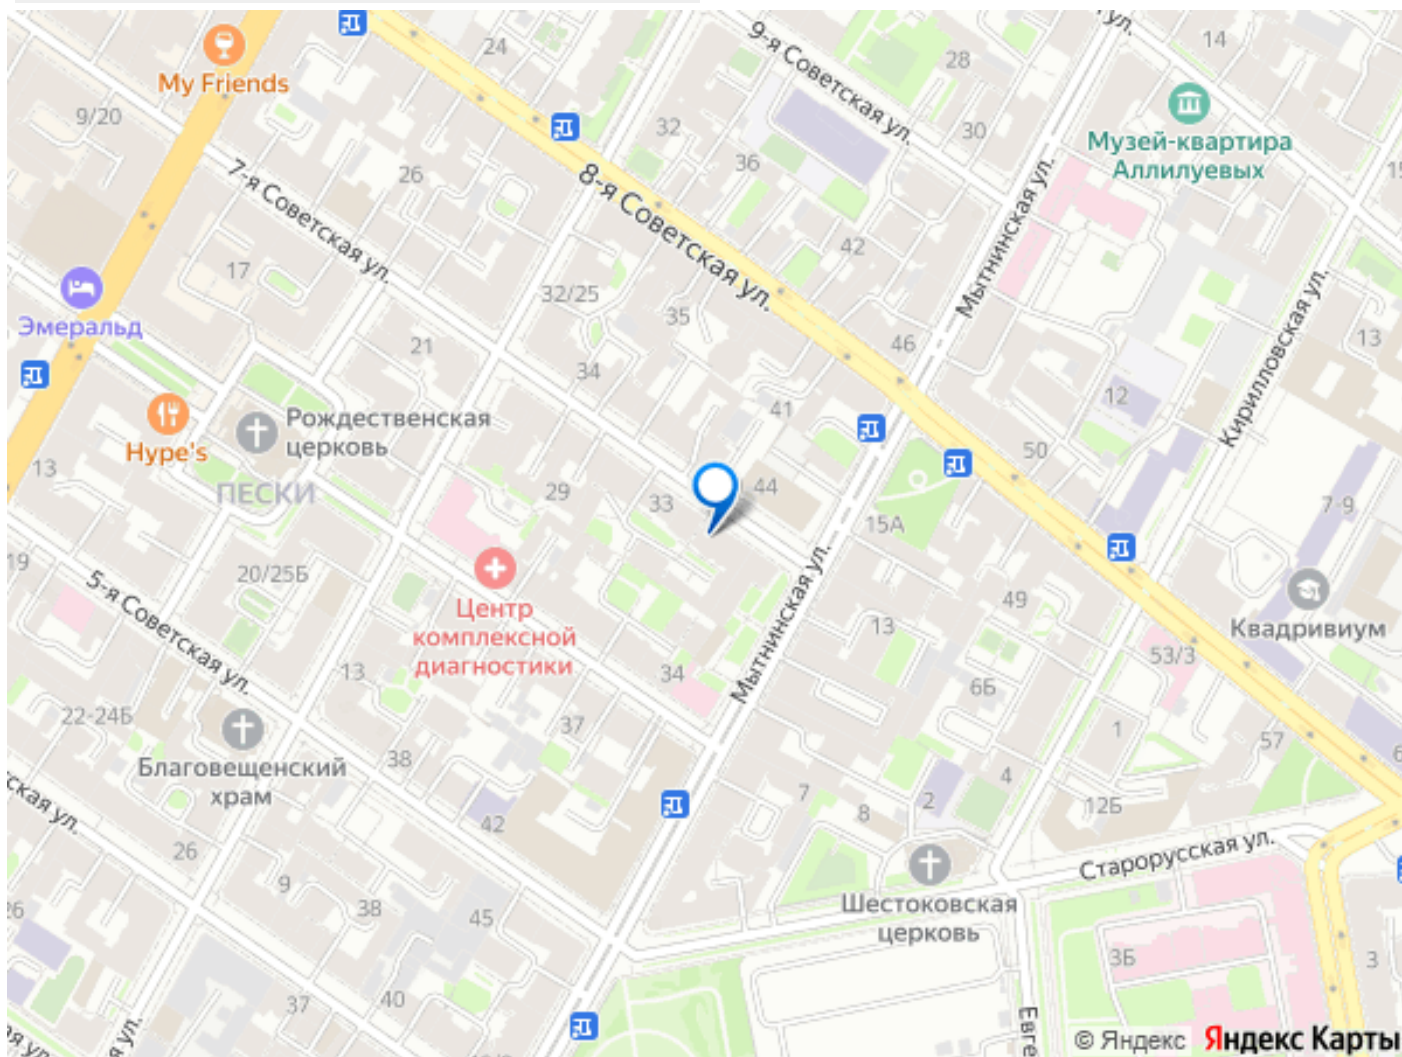 24
My Friends
9/20
9-я Советская ул.
28
14
ул.
Музей-квартира
Аллилуевых
32
30
36
26
7-я Советская ул.
8-я Советская ул.
Мытнинская ул.
42
17
32/25
35
Эмеральд
21
34
46
Кирилловская ул.
13
12
41
Рождественская
церковь
Hype's
13
ПЕСКИ
29
33
44
50
7-9
15А
19
20/25Б
5-я Советская ул.
Центр
комплексной
диагностики
49
Квадривиум
13
Мытнинская ул.
53/3
34
6Б
13
22-24Б
37
1
57
38
Благовещенский
храм
4
7
2
8
12Б
42
ская ул.
26
Старорусская ул.
9
Шестоковская
церковь
38
45
26
3Б
3
40
37
Евге
© Яндекс Яндекс Карты